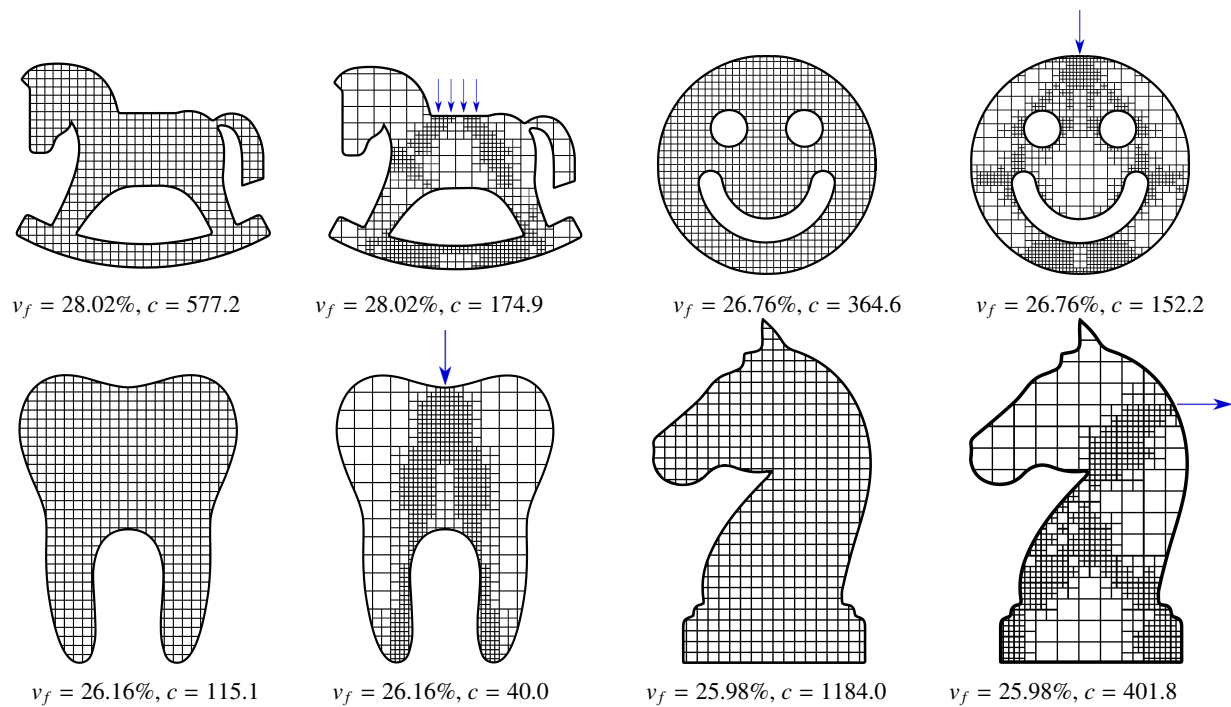 v_f = 28.02%, c = 577.2
v_f = 28.02%, c = 174.9
v_f = 26.76%, c = 364.6
v_f = 26.76%, c = 152.2
v_f = 26.16%, c = 115.1
v_f = 26.16%, c = 40.0
v_f = 25.98%, c = 1184.0
v_f = 25.98%, c = 401.8